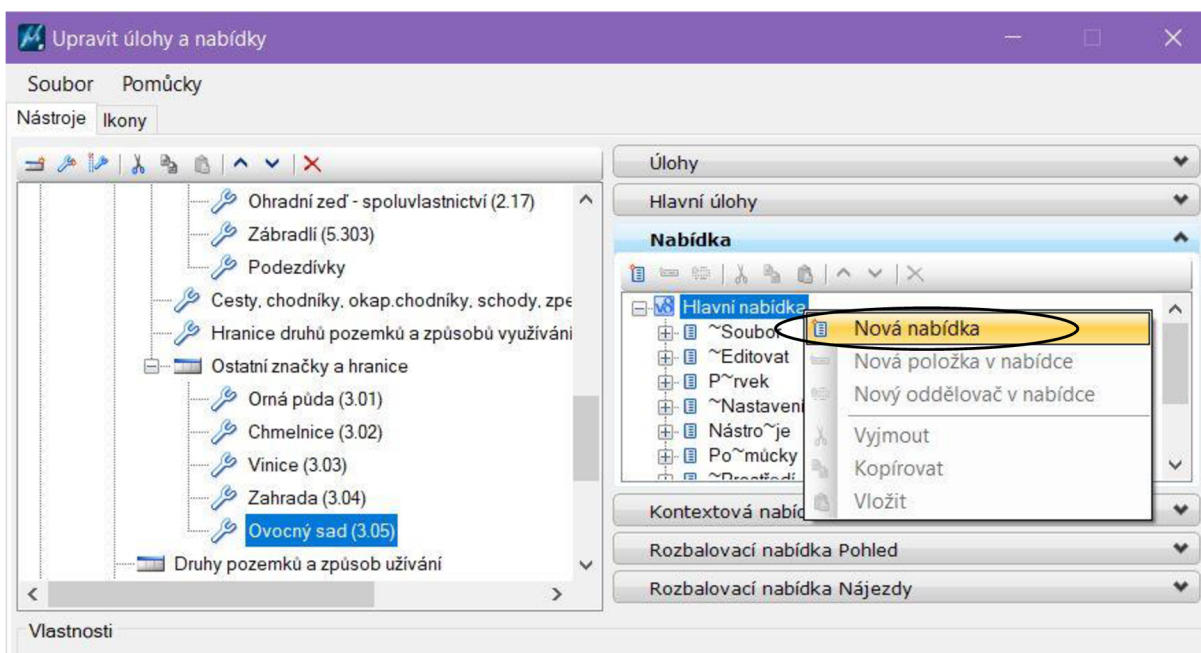 Upravit úlohy a nabídky
Soubor Pomůcky
Nástroje Ikony
Ohradní zeď - spoluvlastnictví (2.17)
Zábradlí (5.303)
Podezdívky
Cesty, chodníky, okap.chodníky, schody, zpe
Hranice druhů pozemků a způsobů využívání
Ostatní značky a hranice
Orná půda (3.01)
Chmelnice (3.02)
Vinice (3.03)
Zahrada (3.04)
Ovocný sad (3.05)
Druhy pozemků a způsob užívání
Úlohy
Hlavní úlohy
Nabídka
Hlavní nabídka
~Soubor
~Editovat
P~rvek
~Nastavení
Nástro~je
Po~můcky
~Prostředí
Nová nabídka
Nová položka v nabídce
Nový oddělovač v nabídce
Vyjmout
Kopírovat
Vložit
Kontextová nabíd
Rozbalovací nabídka Pohled
Rozbalovací nabídka Nájezdy
Vlastnosti